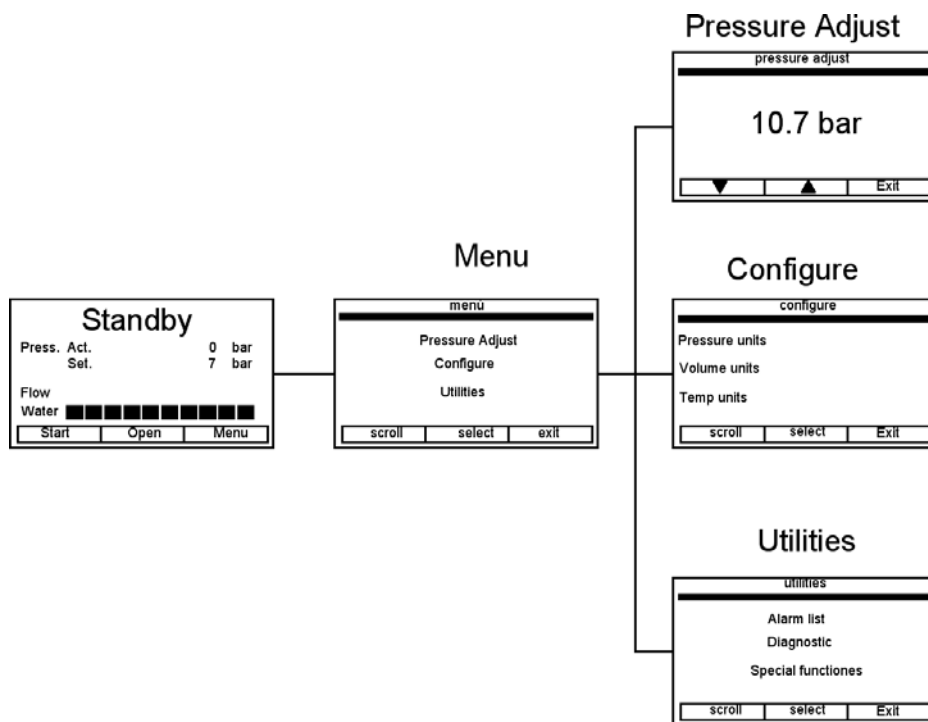 Pressure Adjust
pressure adjust
10.7 bar
▼ ▲ Exit
Menu
menu
Pressure Adjust
Configure
Utilities
scroll select exit
Standby
Press. Act. 0 bar
Set. 7 bar
Flow
Water
Start Open Menu
Configure
configure
Pressure units
Volume units
Temp units
scroll select Exit
Utilities
utilities
Alarm list
Diagnostic
Special functiones
scroll select Exit